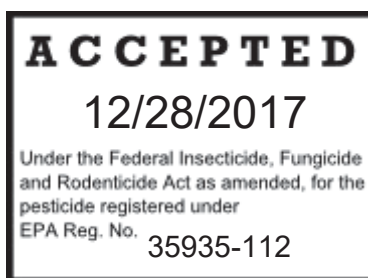 ACCEPTED
12/28/2017
Under the Federal Insecticide, Fungicide
and Rodenticide Act as amended, for the
pesticide registered under
EPA Reg. No. 35935-112